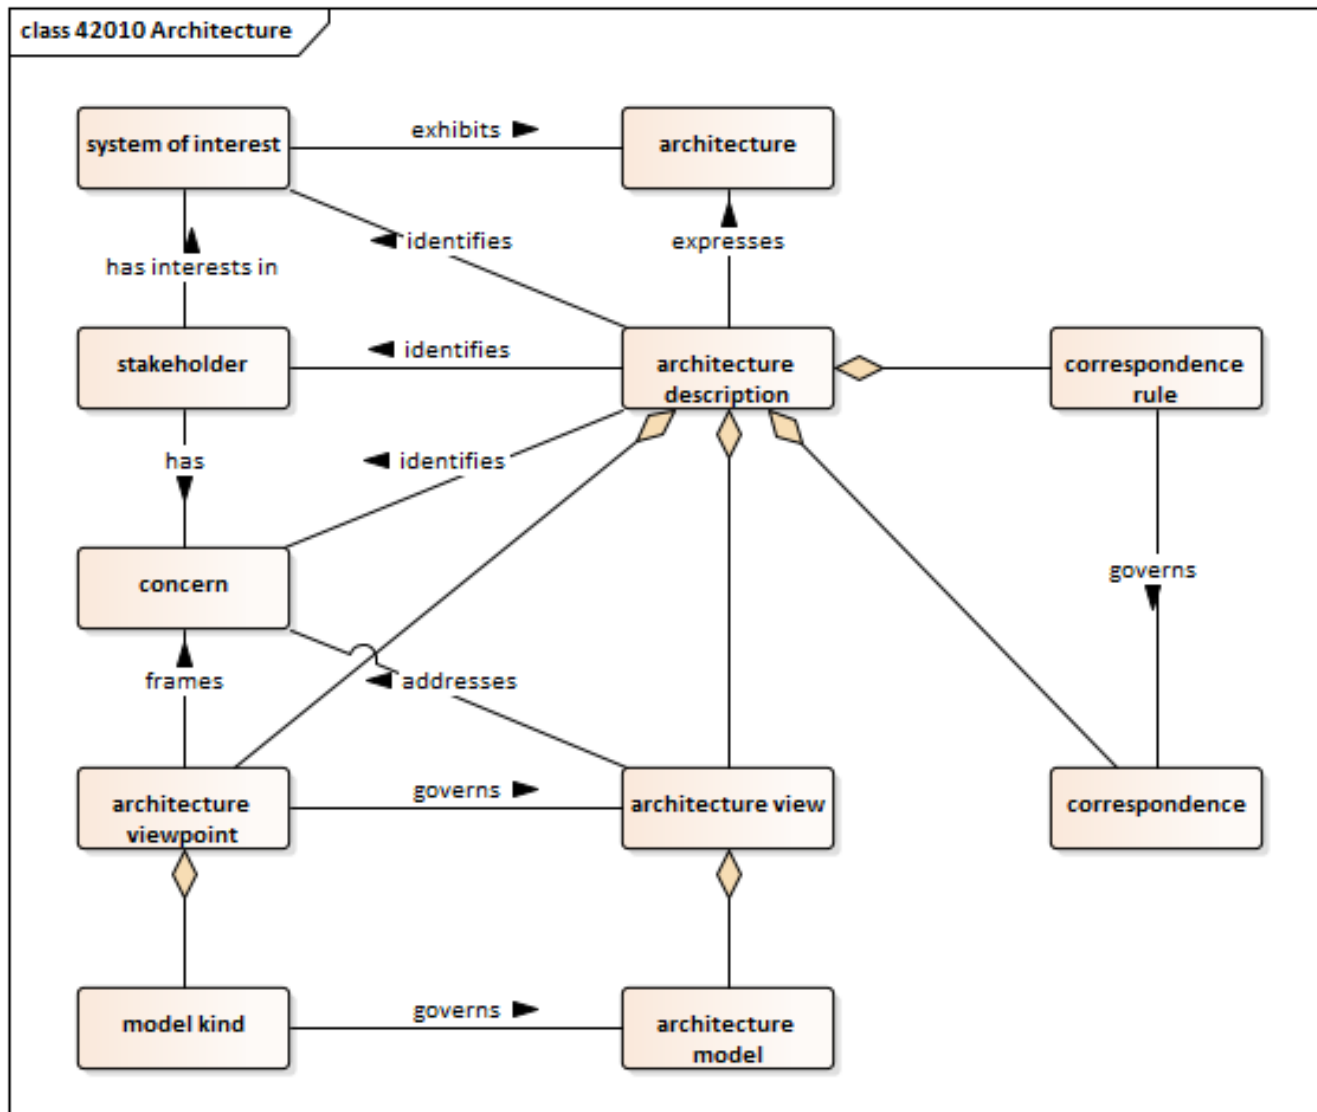 class 42010 Architecture
system of interest
exhibits
architecture
identifies
expresses
has interests in
stakeholder
identifies
architecture
description
correspondence
rule
has
identifies
concern
governs
frames
addresses
architecture
viewpoint
governs
architecture view
correspondence
model kind
governs
architecture
model